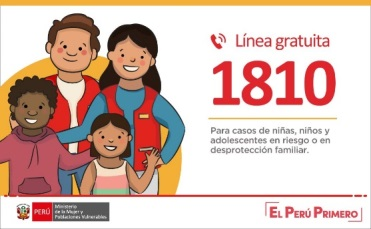 Línea gratuita
1810
Para casos de niñas, niños y
adolescentes en riesgo o en
desprotección familiar.
PERÚ
Ministerio
de la Mujer y
Poblaciones Vulnerables
EL PERÚ PRIMERO